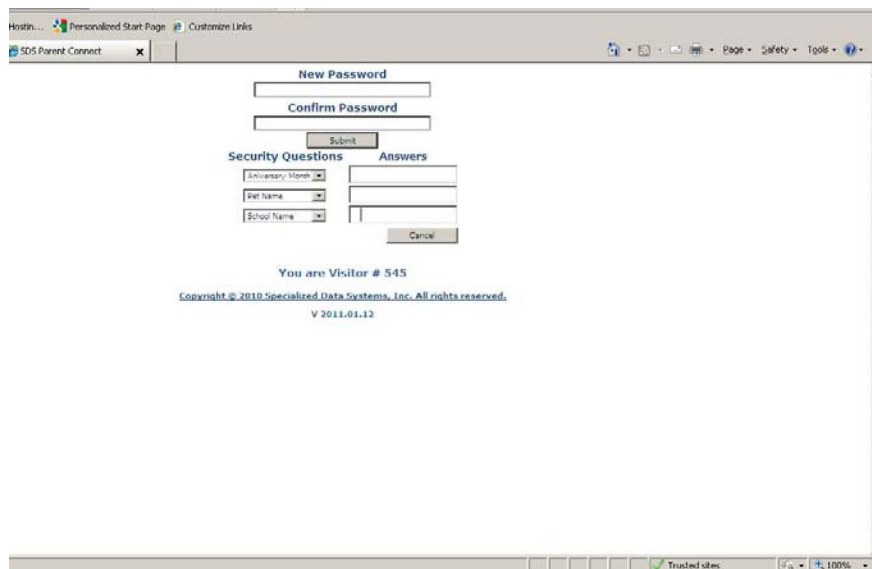 Hostin... Personalized Start Page Customize Links
SDS Parent Connect x Page Safety Tools
New Password
Confirm Password
Submit
Security Questions Answers
Aniversary Month
Pet Name
School Name
Cancel
You are Visitor # 545
Copyright © 2010 Specialized Data Systems, Inc. All rights reserved.
V 2011.01.12
Trusted sites 100%